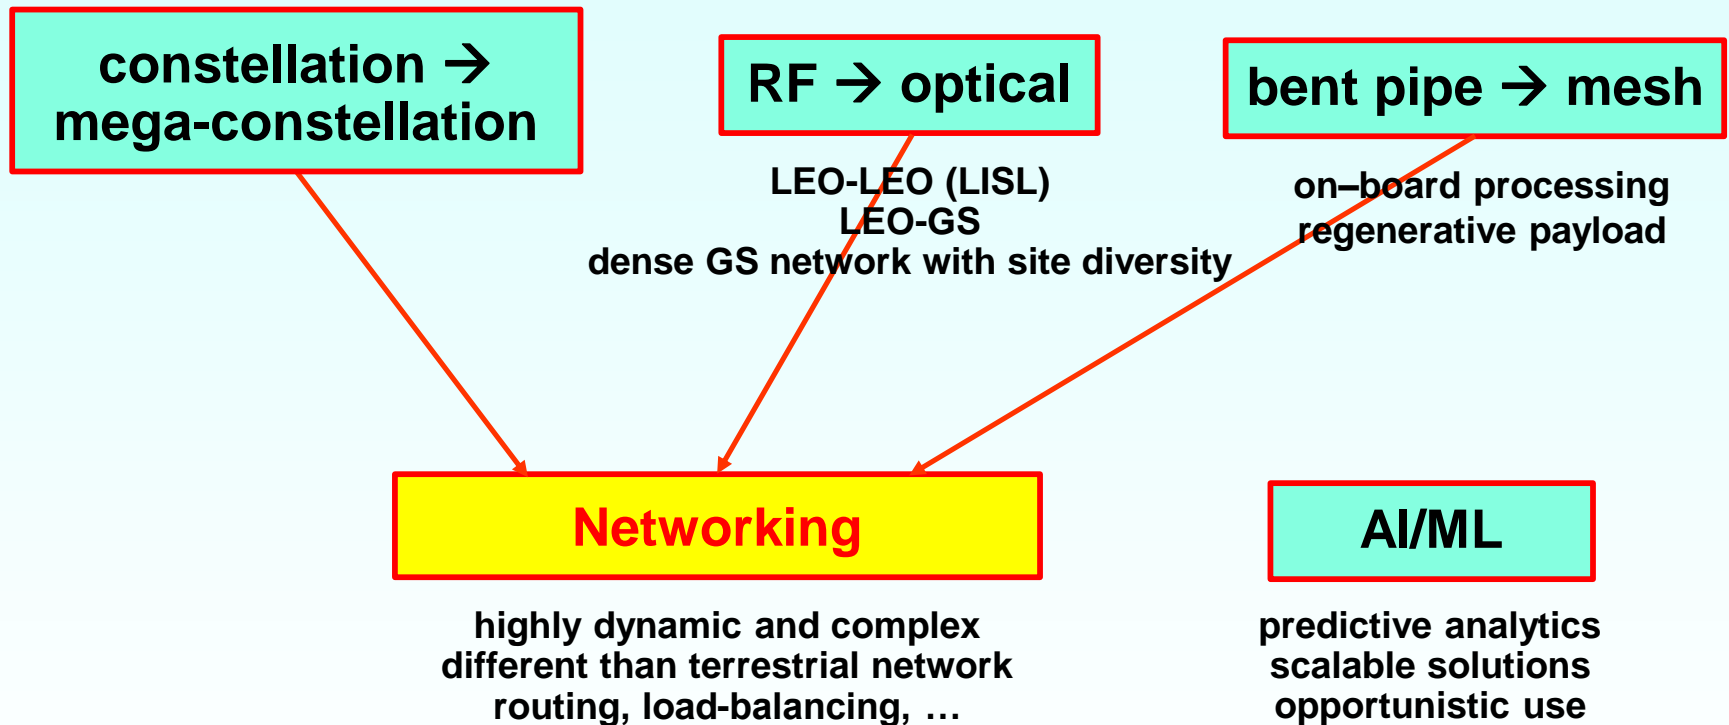 constellation →
mega-constellation
RF → optical
bent pipe → mesh
LEO-LEO (LISL)
LEO-GS
dense GS network with site diversity
on–board processing
regenerative payload
Networking
AI/ML
highly dynamic and complex
different than terrestrial network
routing, load-balancing, …
predictive analytics
scalable solutions
opportunistic use